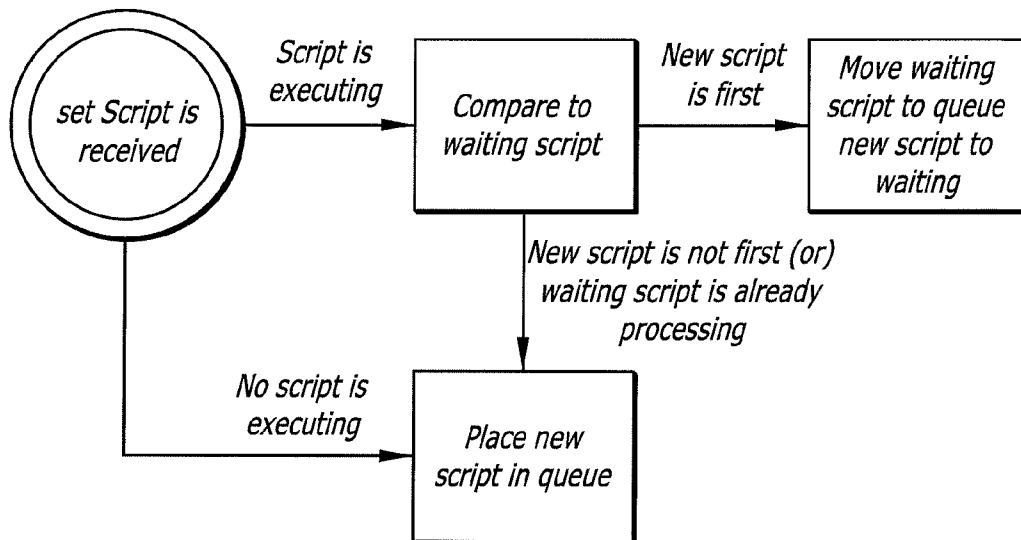 set Script is
received
Script is
executing
Compare to
waiting script
New script
is first
Move waiting
script to queue
new script to
waiting
New script is not first (or)
waiting script is already
processing
No script is
executing
Place new
script in queue